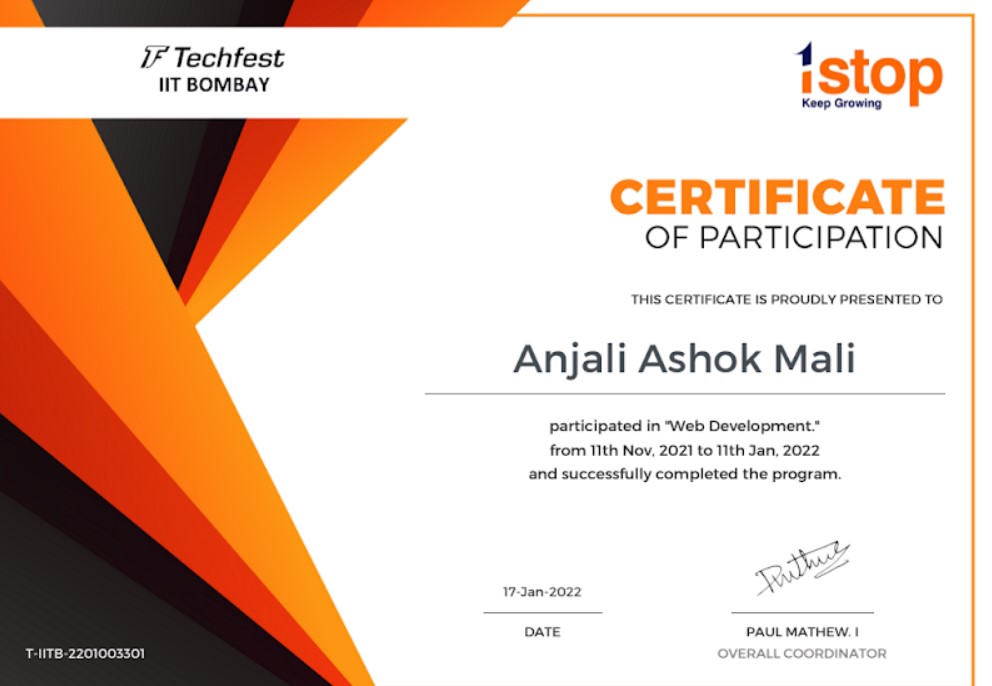 Techfest
IIT BOMBAY
1stop
Keep Growing
CERTIFICATE
OF PARTICIPATION
THIS CERTIFICATE IS PROUDLY PRESENTED TO
Anjali Ashok Mali
participated in "Web Development."
from 11th Nov, 2021 to 11th Jan, 2022
and successfully completed the program.
17-Jan-2022
DATE
PAUL MATHEW. I
OVERALL COORDINATOR
T-IITB-2201003301